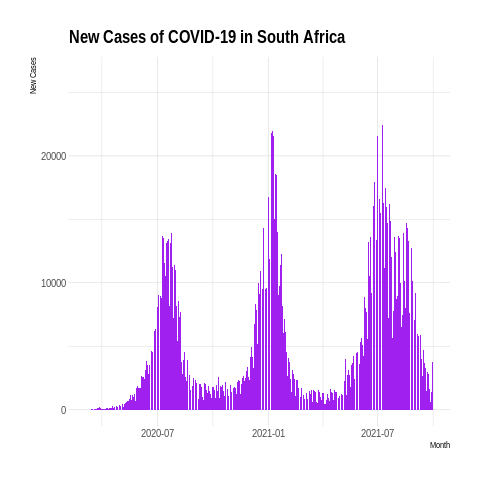 New Cases of COVID-19 in South Africa
New Cases
20000
10000
0
2020-07
2021-01
2021-07
Month